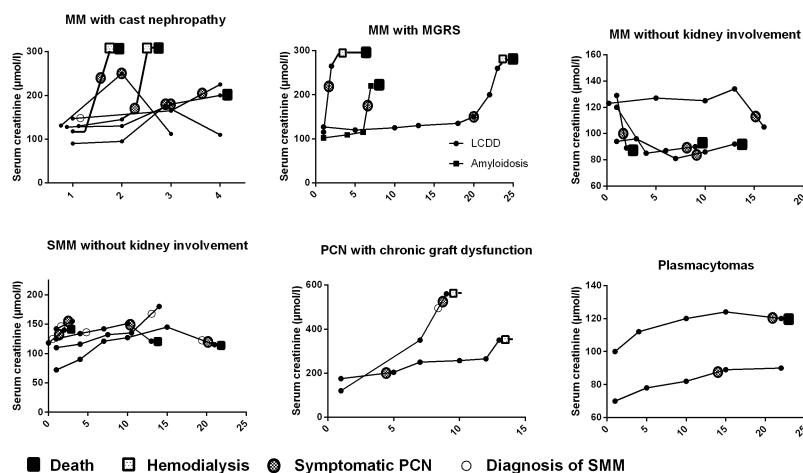 MM with cast nephropathy
Serum creatinine (μmol/l)
300
200
100
0
1 2 3 4
MM with MGRS
Serum creatinine (μmol/l)
300
200
100
0
0 5 10 15 20 25
LCDD
Amyloidosis
MM without kidney involvement
Serum creatinine (μmol/l)
160
140
120
100
80
60
0 5 10 15 20
SMM without kidney involvement
Serum creatinine (μmol/l)
200
150
100
50
0
0 5 10 15 20 25
PCN with chronic graft dysfunction
Serum creatinine (μmol/l)
600
400
200
0
0 5 10 15
Plasmacytomas
Serum creatinine (μmol/l)
140
120
100
80
60
0 5 10 15 20 25
Death Hemodialysis Symptomatic PCN Diagnosis of SMM